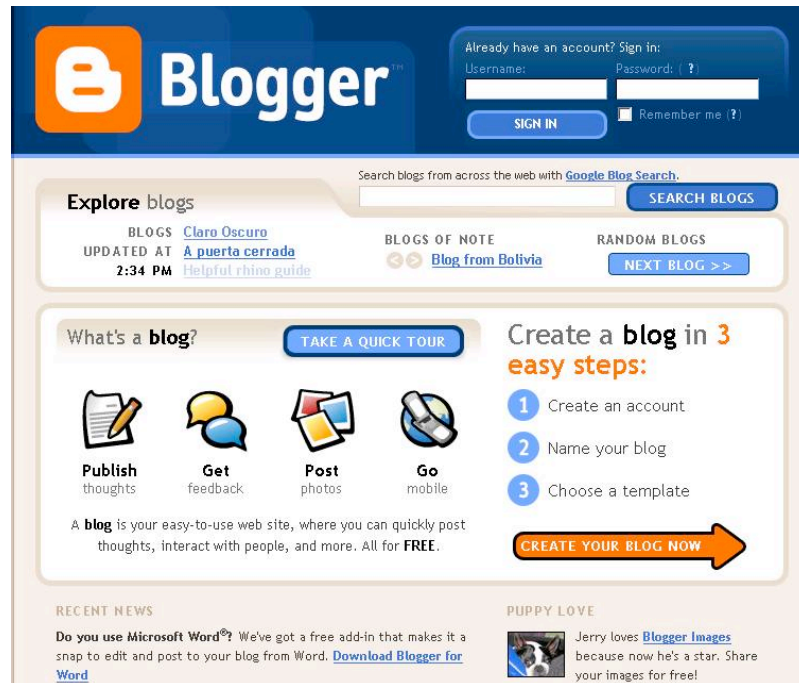 Blogger™
Already have an account? Sign in:
Username: Password: ( ? )
SIGN IN
Remember me (?)
Search blogs from across the web with Google Blog Search.
SEARCH BLOGS
Explore blogs
BLOGS
UPDATED AT
2:34 PM
Claro Oscuro
A puerta cerrada
Helpful rhino guide
BLOGS OF NOTE
Blog from Bolivia
RANDOM BLOGS
NEXT BLOG >>
What's a blog?
TAKE A QUICK TOUR
Publish
thoughts
Get
feedback
Post
photos
Go
mobile
A blog is your easy-to-use web site, where you can quickly post
thoughts, interact with people, and more. All for FREE.
Create a blog in 3
easy steps:
1 Create an account
2 Name your blog
3 Choose a template
CREATE YOUR BLOG NOW
RECENT NEWS
Do you use Microsoft Word®? We've got a free add-in that makes it a
snap to edit and post to your blog from Word. Download Blogger for
Word
PUPPY LOVE
Jerry loves Blogger Images
because now he's a star. Share
your images for free!